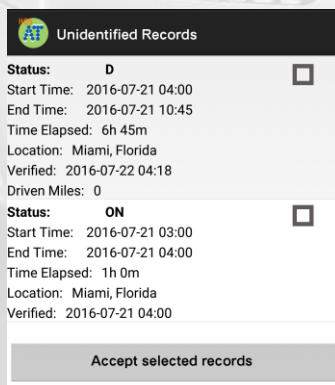 AT Unidentified Records
Status: D
Start Time: 2016-07-21 04:00
End Time: 2016-07-21 10:45
Time Elapsed: 6h 45m
Location: Miami, Florida
Verified: 2016-07-22 04:18
Driven Miles: 0
Status: ON
Start Time: 2016-07-21 03:00
End Time: 2016-07-21 04:00
Time Elapsed: 1h 0m
Location: Miami, Florida
Verified: 2016-07-21 04:00
Accept selected records